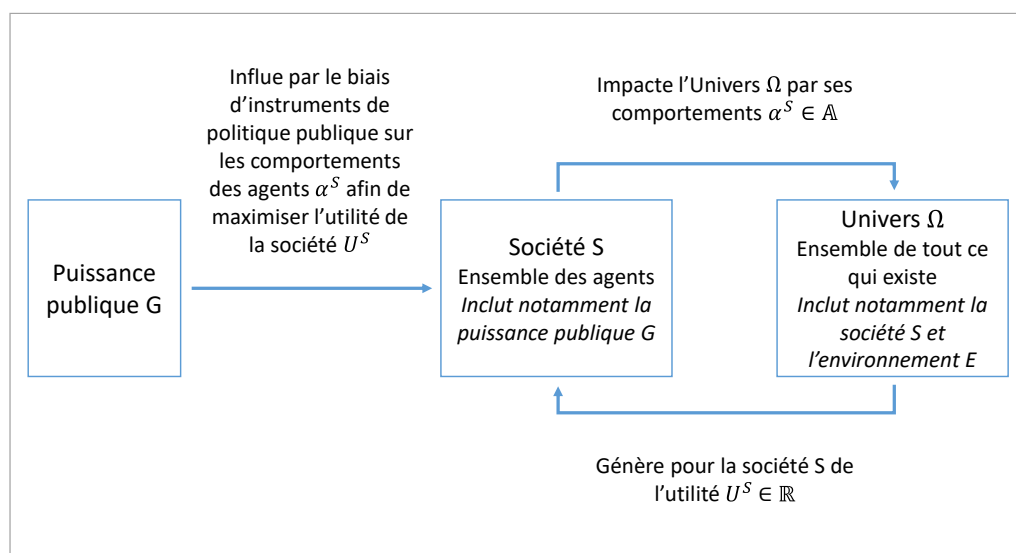 Influe par le biais
d’instruments de
politique publique sur
les comportements
des agents α^S afin de
maximiser l’utilité de
la société U^S
Impacte l’Univers Ω par ses
comportements α^S ∈ 𝔸
Puissance
publique G
Société S
Ensemble des agents
Inclut notamment la
puissance publique G
Univers Ω
Ensemble de tout ce
qui existe
Inclut notamment la
société S et
l’environnement E
Génère pour la société S de
l’utilité U^S ∈ ℝ